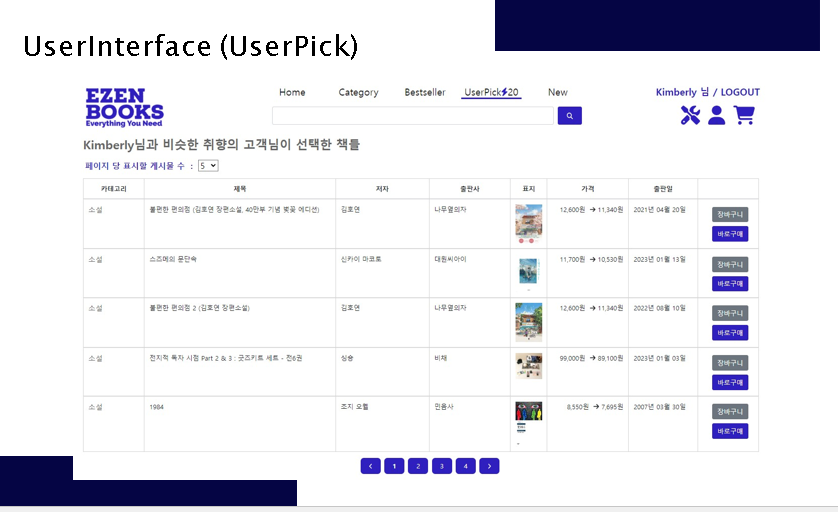 UserInterface (UserPick)
EZEN
BOOKS
Everything You Need
Home Category Bestseller UserPick⚡20 New
Kimberly 님 / LOGOUT
Kimberly님과 비슷한 취향의 고객님이 선택한 책들
페이지 당 표시할 게시물 수 : 5
카테고리 제목 저자 출판사 표지 가격 출판일
소설 불편한 편의점 (김호연 장편소설, 40만부 기념 벚꽃 에디션) 김호연 나무옆의자 12,600원 → 11,340원 2021년 04월 20일 장바구니
바로구매
소설 스즈메의 문단속 신카이 마코토 대원씨아이 11,700원 → 10,530원 2023년 01월 13일 장바구니
바로구매
소설 불편한 편의점 2 (김호연 장편소설) 김호연 나무옆의자 12,600원 → 11,340원 2022년 08월 10일 장바구니
바로구매
소설 전지적 독자 시점 Part 2 & 3 : 굿즈키트 세트 - 전6권 싱숑 비채 99,000원 → 89,100원 2023년 01월 03일 장바구니
바로구매
소설 1984 조지 오웰 민음사 8,550원 → 7,695원 2007년 03월 30일 장바구니
바로구매
‹ 1 2 3 4 ›